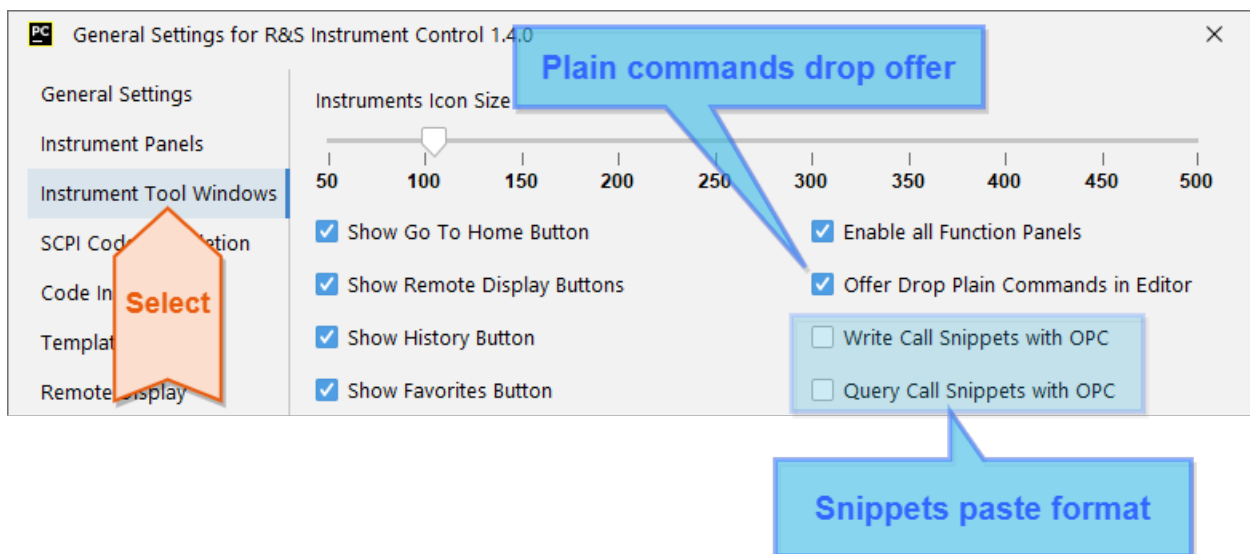 PC General Settings for R&S Instrument Control 1.4.0
Plain commands drop offer
General Settings
Instrument Panels
Instrument Tool Windows
Remote
Select
Instruments Icon Size
50 100 150 200 250 300 350 400 450 500
Show Go To Home Button
Enable all Function Panels
Show Remote Display Buttons
Offer Drop Plain Commands in Editor
Show History Button
Write Call Snippets with OPC
Show Favorites Button
Query Call Snippets with OPC
Snippets paste format